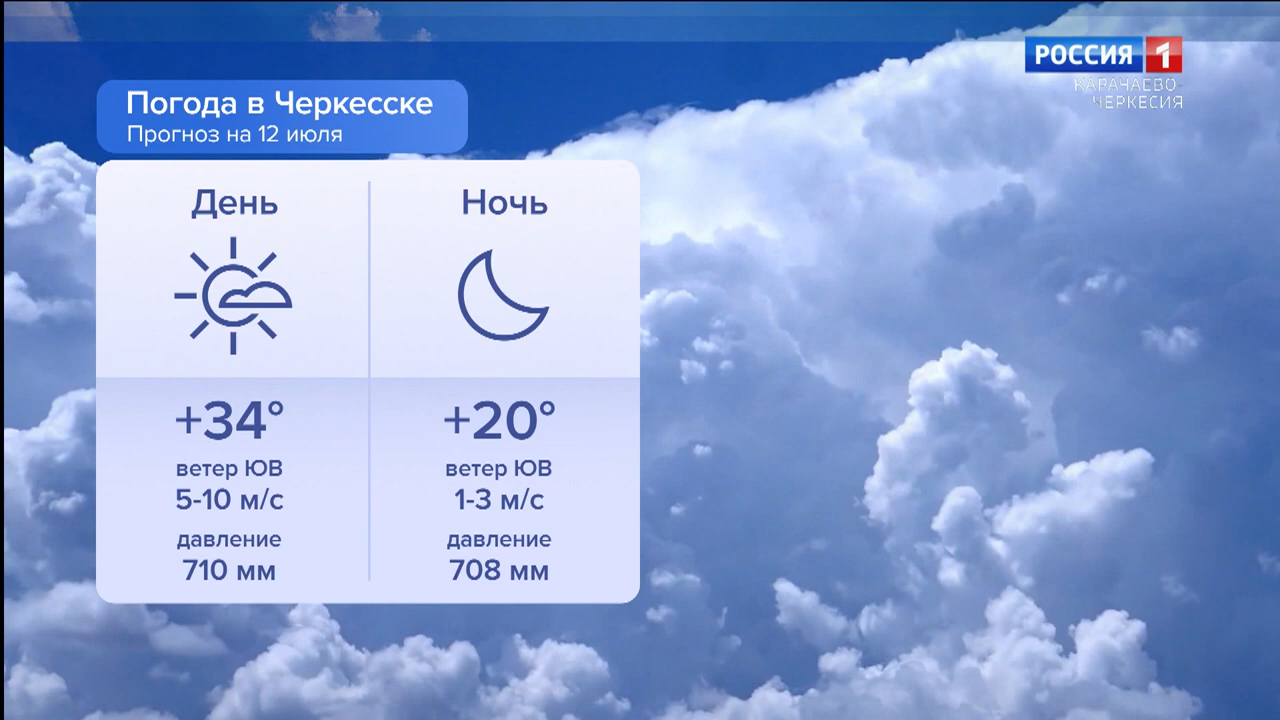 РОССИЯ 1
КАРАЧАЕВО-
ЧЕРКЕСИЯ
Погода в Черкесске
Прогноз на 12 июля
День
Ночь
+34°
+20°
ветер ЮВ
ветер ЮВ
5-10 м/с
1-3 м/с
давление
давление
710 мм
708 мм